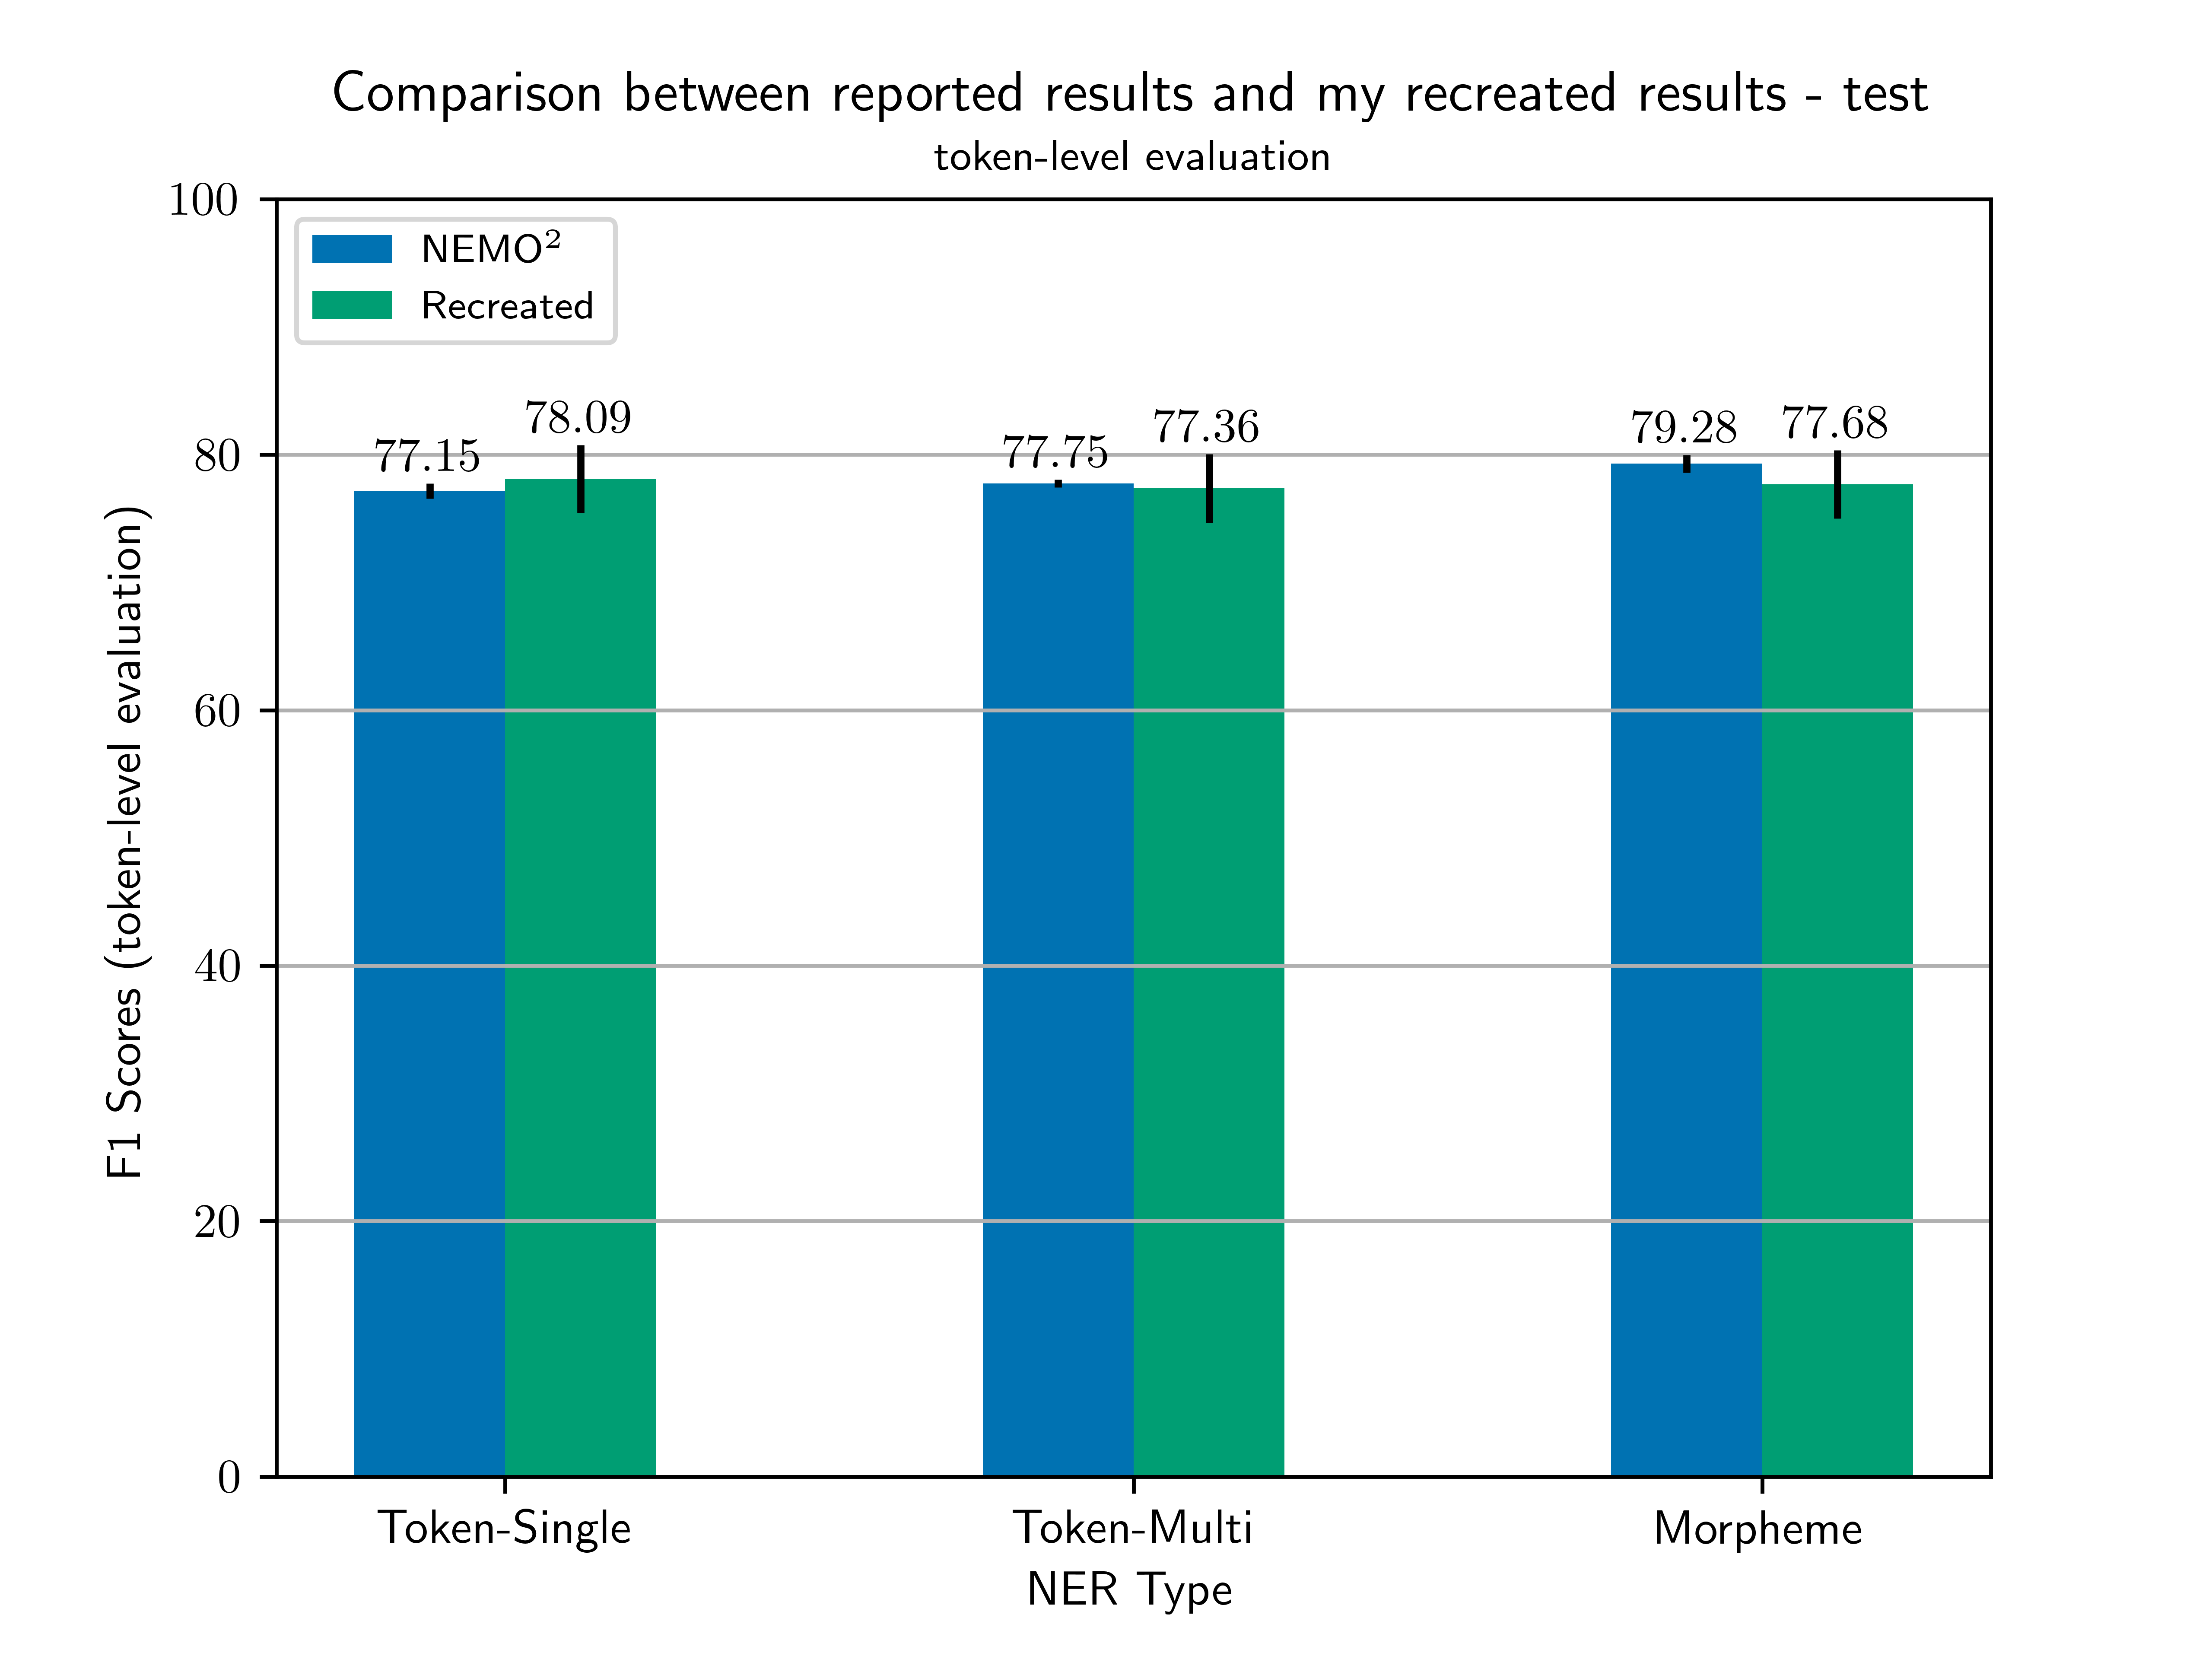 Comparison between reported results and my recreated results - test
token-level evaluation
NEMO²
Recreated
F1 Scores (token-level evaluation)
100
80
60
40
20
0
77.15
78.09
77.75
77.36
79.28
77.68
Token-Single
Token-Multi
Morpheme
NER Type